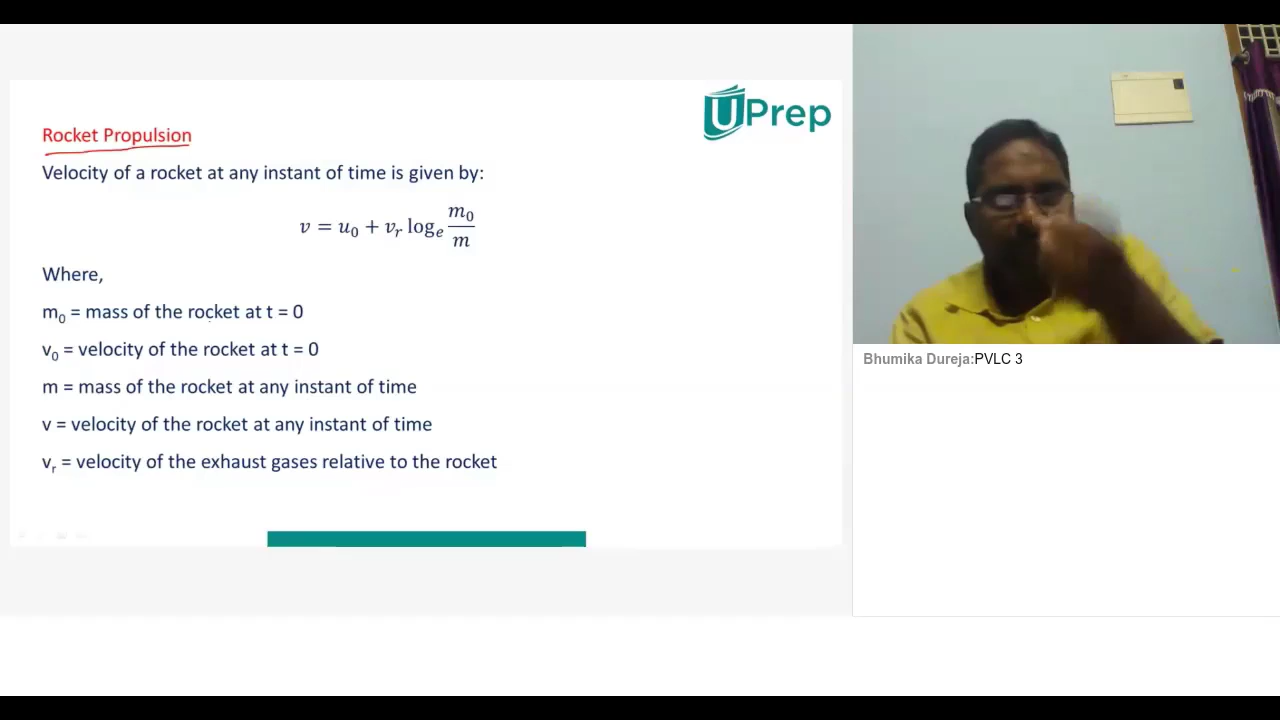 UPrep
Rocket Propulsion
Velocity of a rocket at any instant of time is given by:
v = u₀ + vᵣ logₑ m₀/m
Where,
m₀ = mass of the rocket at t = 0
v₀ = velocity of the rocket at t = 0
m = mass of the rocket at any instant of time
v = velocity of the rocket at any instant of time
vᵣ = velocity of the exhaust gases relative to the rocket
Bhumika Dureja:PVLC 3